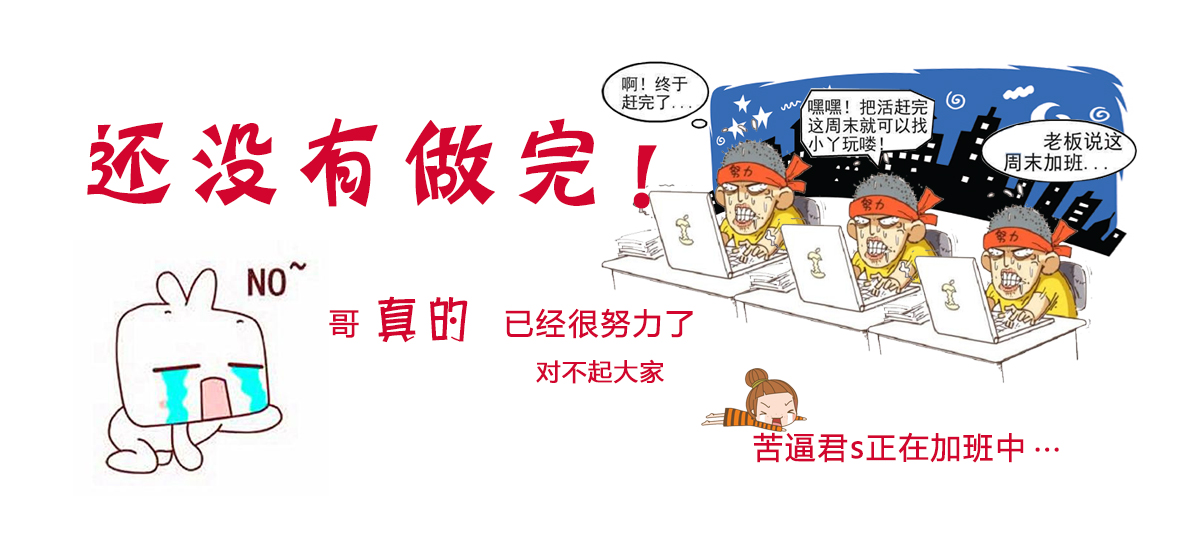 还没有做完！
啊！终于
赶完了...
嘿嘿！把活赶完
这周末就可以找
小丫玩喽！
老板说这
周末加班...
努力
努力
努力
NO~
哥真的已经很努力了
对不起大家
苦逼君s正在加班中…